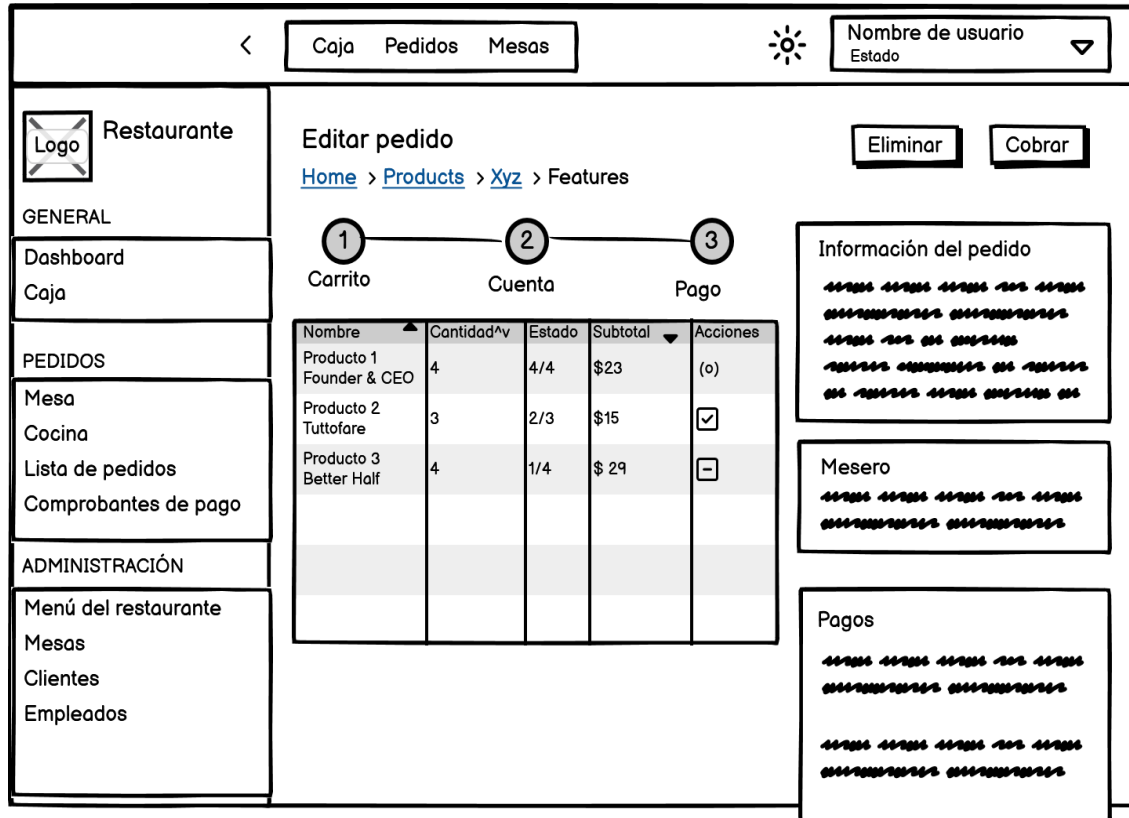 < Caja Pedidos Mesas Nombre de usuario
Estado
Logo Restaurante
GENERAL
Dashboard
Caja
PEDIDOS
Mesa
Cocina
Lista de pedidos
Comprobantes de pago
ADMINISTRACIÓN
Menú del restaurante
Mesas
Clientes
Empleados
Editar pedido
Home > Products > Xyz > Features
Eliminar Cobrar
1 2 3
Carrito Cuenta Pago
Nombre Cantidad^v Estado Subtotal Acciones
Producto 1
Founder & CEO 4 4/4 $23 (o)
Producto 2
Tuttofare 3 2/3 $15
Producto 3
Better Half 4 1/4 $ 29
Información del pedido
Mesero
Pagos